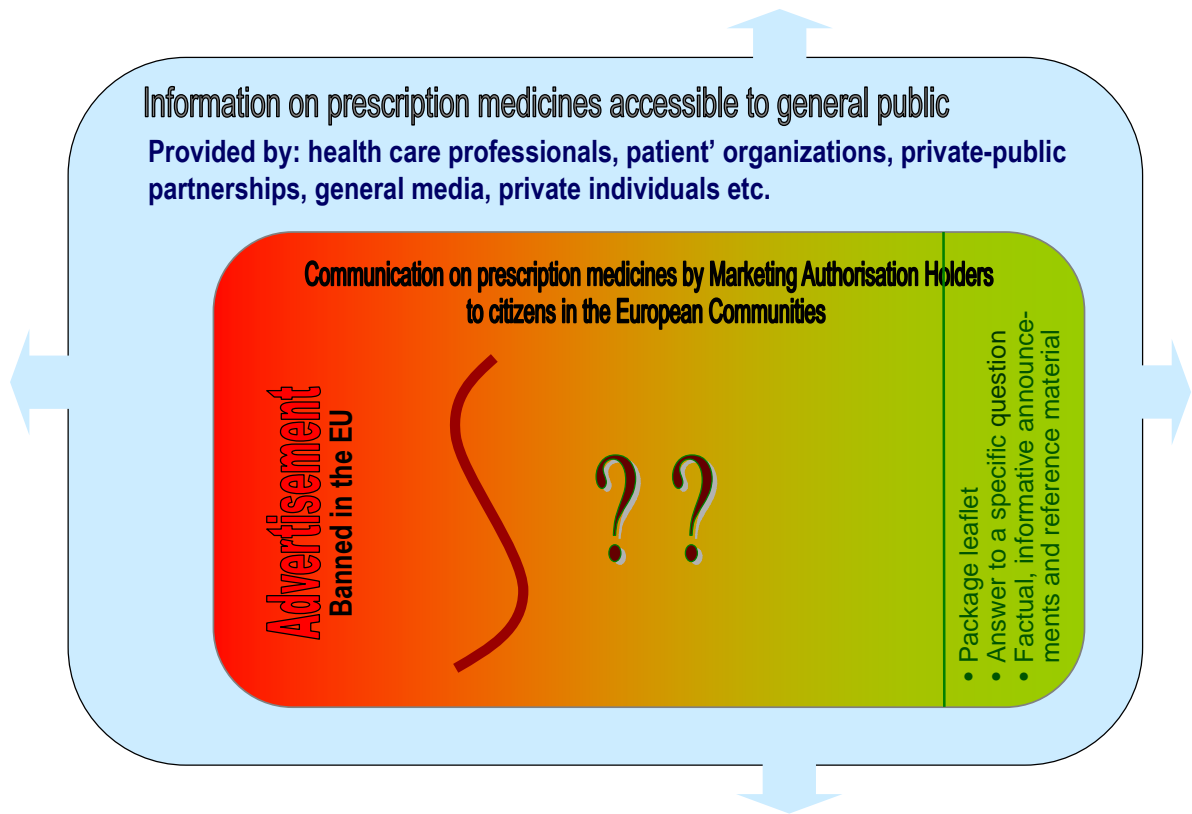 Information on prescription medicines accessible to general public
Provided by: health care professionals, patient' organizations, private-public
partnerships, general media, private individuals etc.
Communication on prescription medicines by Marketing Authorisation Holders
to citizens in the European Communities
Advertisement
Banned in the EU
? ?
• Package leaflet
• Answer to a specific question
• Factual, informative announce-
ments and reference material